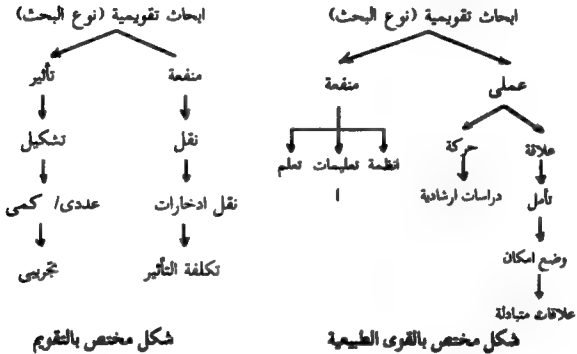 ابحاث تقويمية (نوع البحث)
عملى
منفعة
علاقة
حركة
انظمة
تعليمات
تعلم
ا
تأمل
دراسات ارشادية
وضع امكان
علاقات متبادلة
شكل مختص بالقوى الطبيعية
ابحاث تقويمية (نوع البحث)
منفعة
تأثير
نقل
تشكيل
نقل ادخارات
عددى/ كمى
تكلفة التأثير
تجريبى
شكل مختص بالتقويم